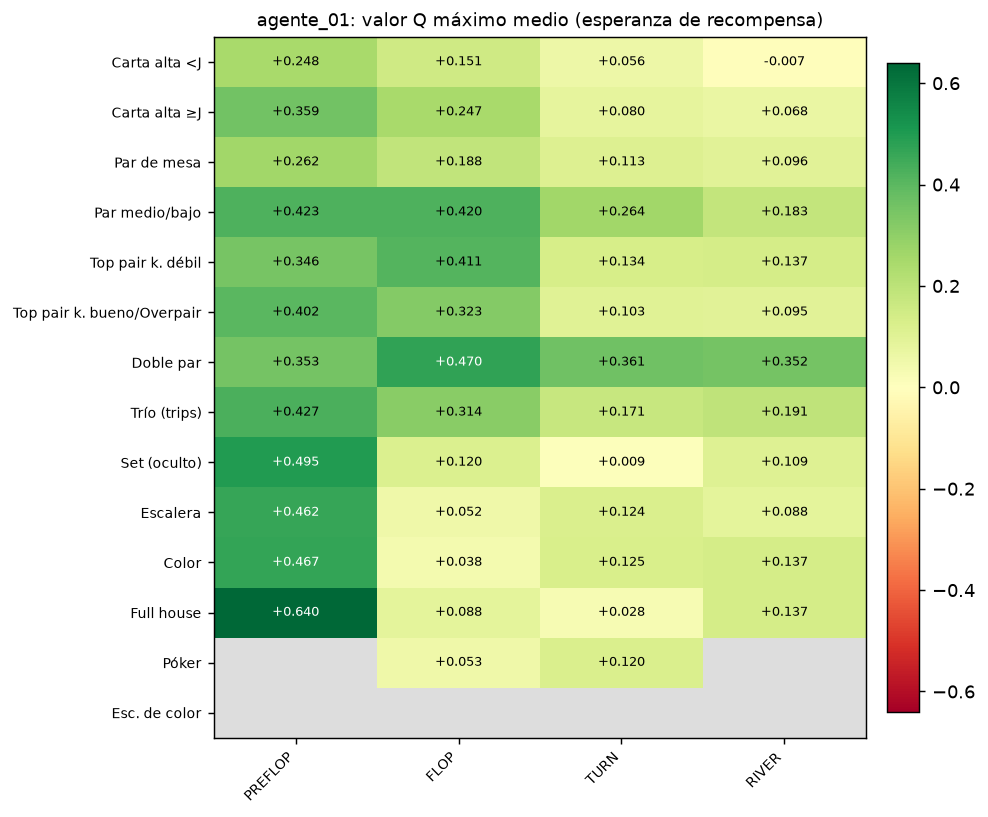 agente_01: valor Q máximo medio (esperanza de recompensa)
Carta alta <J +0.248 +0.151 +0.056 -0.007
Carta alta ≥J +0.359 +0.247 +0.080 +0.068
Par de mesa +0.262 +0.188 +0.113 +0.096
Par medio/bajo +0.423 +0.420 +0.264 +0.183
Top pair k. débil +0.346 +0.411 +0.134 +0.137
Top pair k. bueno/Overpair +0.402 +0.323 +0.103 +0.095
Doble par +0.353 +0.470 +0.361 +0.352
Trío (trips) +0.427 +0.314 +0.171 +0.191
Set (oculto) +0.495 +0.120 +0.009 +0.109
Escalera +0.462 +0.052 +0.124 +0.088
Color +0.467 +0.038 +0.125 +0.137
Full house +0.640 +0.088 +0.028 +0.137
Póker +0.053 +0.120
Esc. de color
PREFLOP FLOP TURN RIVER
0.6
0.4
0.2
0.0
−0.2
−0.4
−0.6